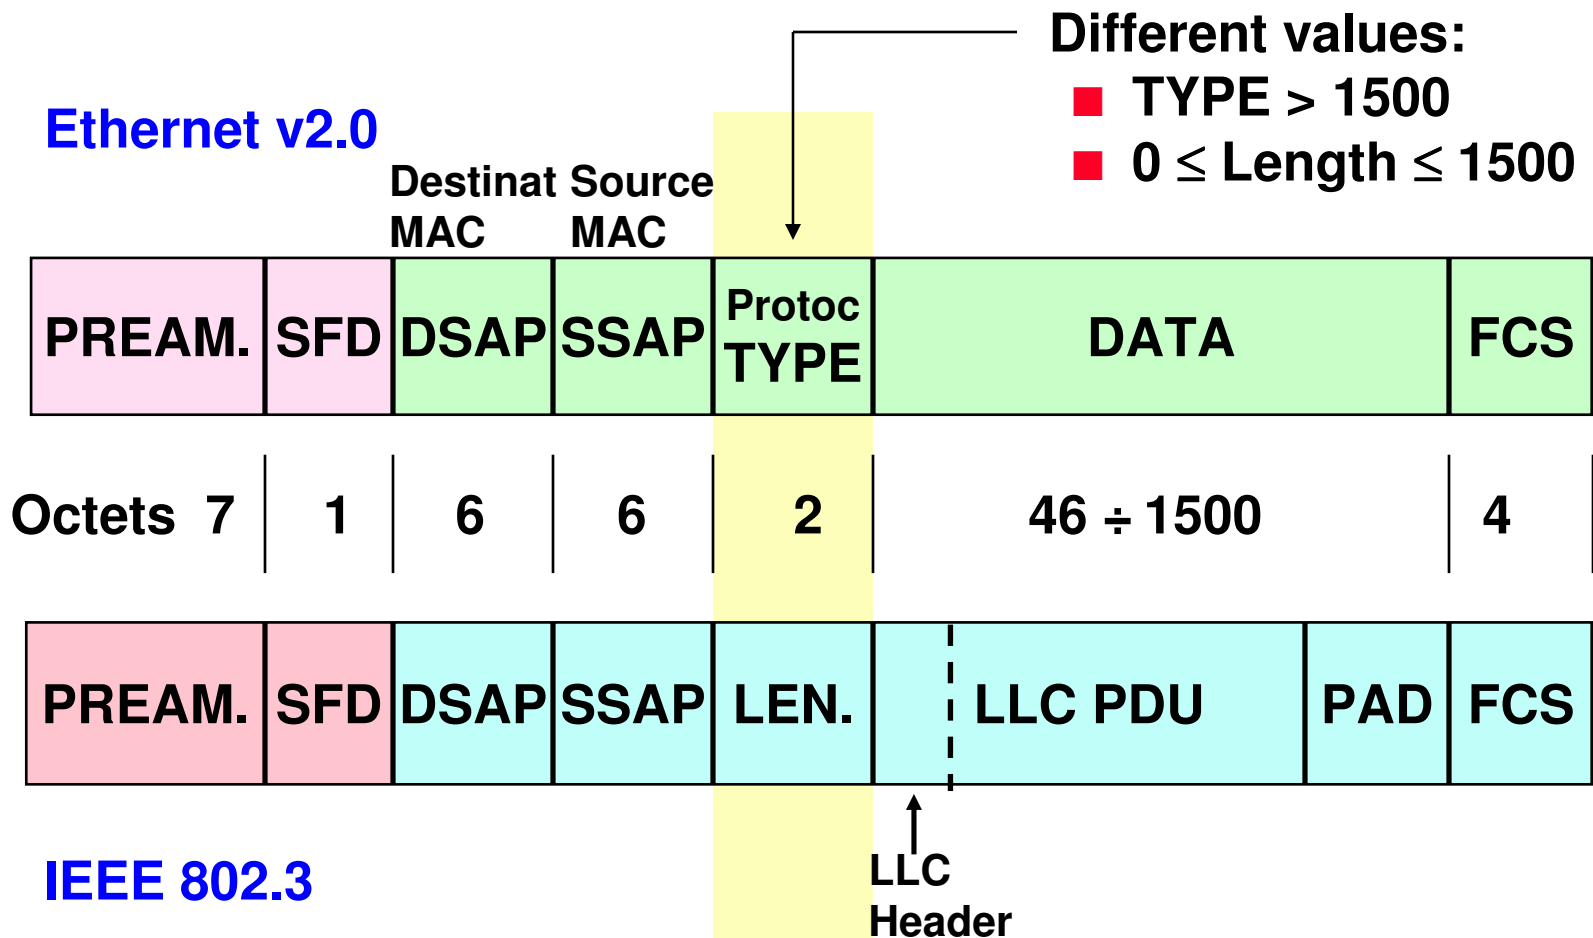 Different values:
TYPE > 1500
0 ≤ Length ≤ 1500
Ethernet v2.0
Destinat Source
MAC MAC
PREAM. SFD DSAP SSAP Protoc TYPE DATA FCS
Octets 7 1 6 6 2 46 ÷ 1500 4
PREAM. SFD DSAP SSAP LEN. LLC PDU PAD FCS
IEEE 802.3
LLC
Header